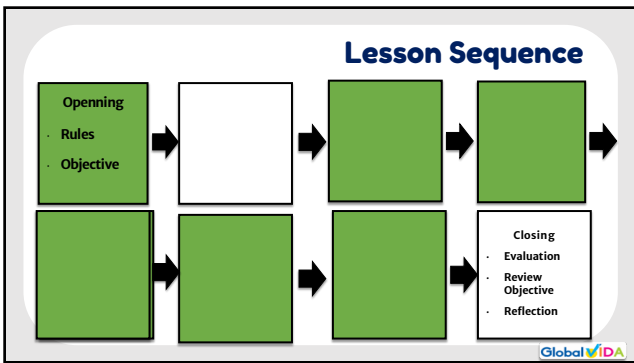 Lesson Sequence
Openning
· Rules
· Objective
Closing
· Evaluation
· Review
Objective
· Reflection
Global VIDA